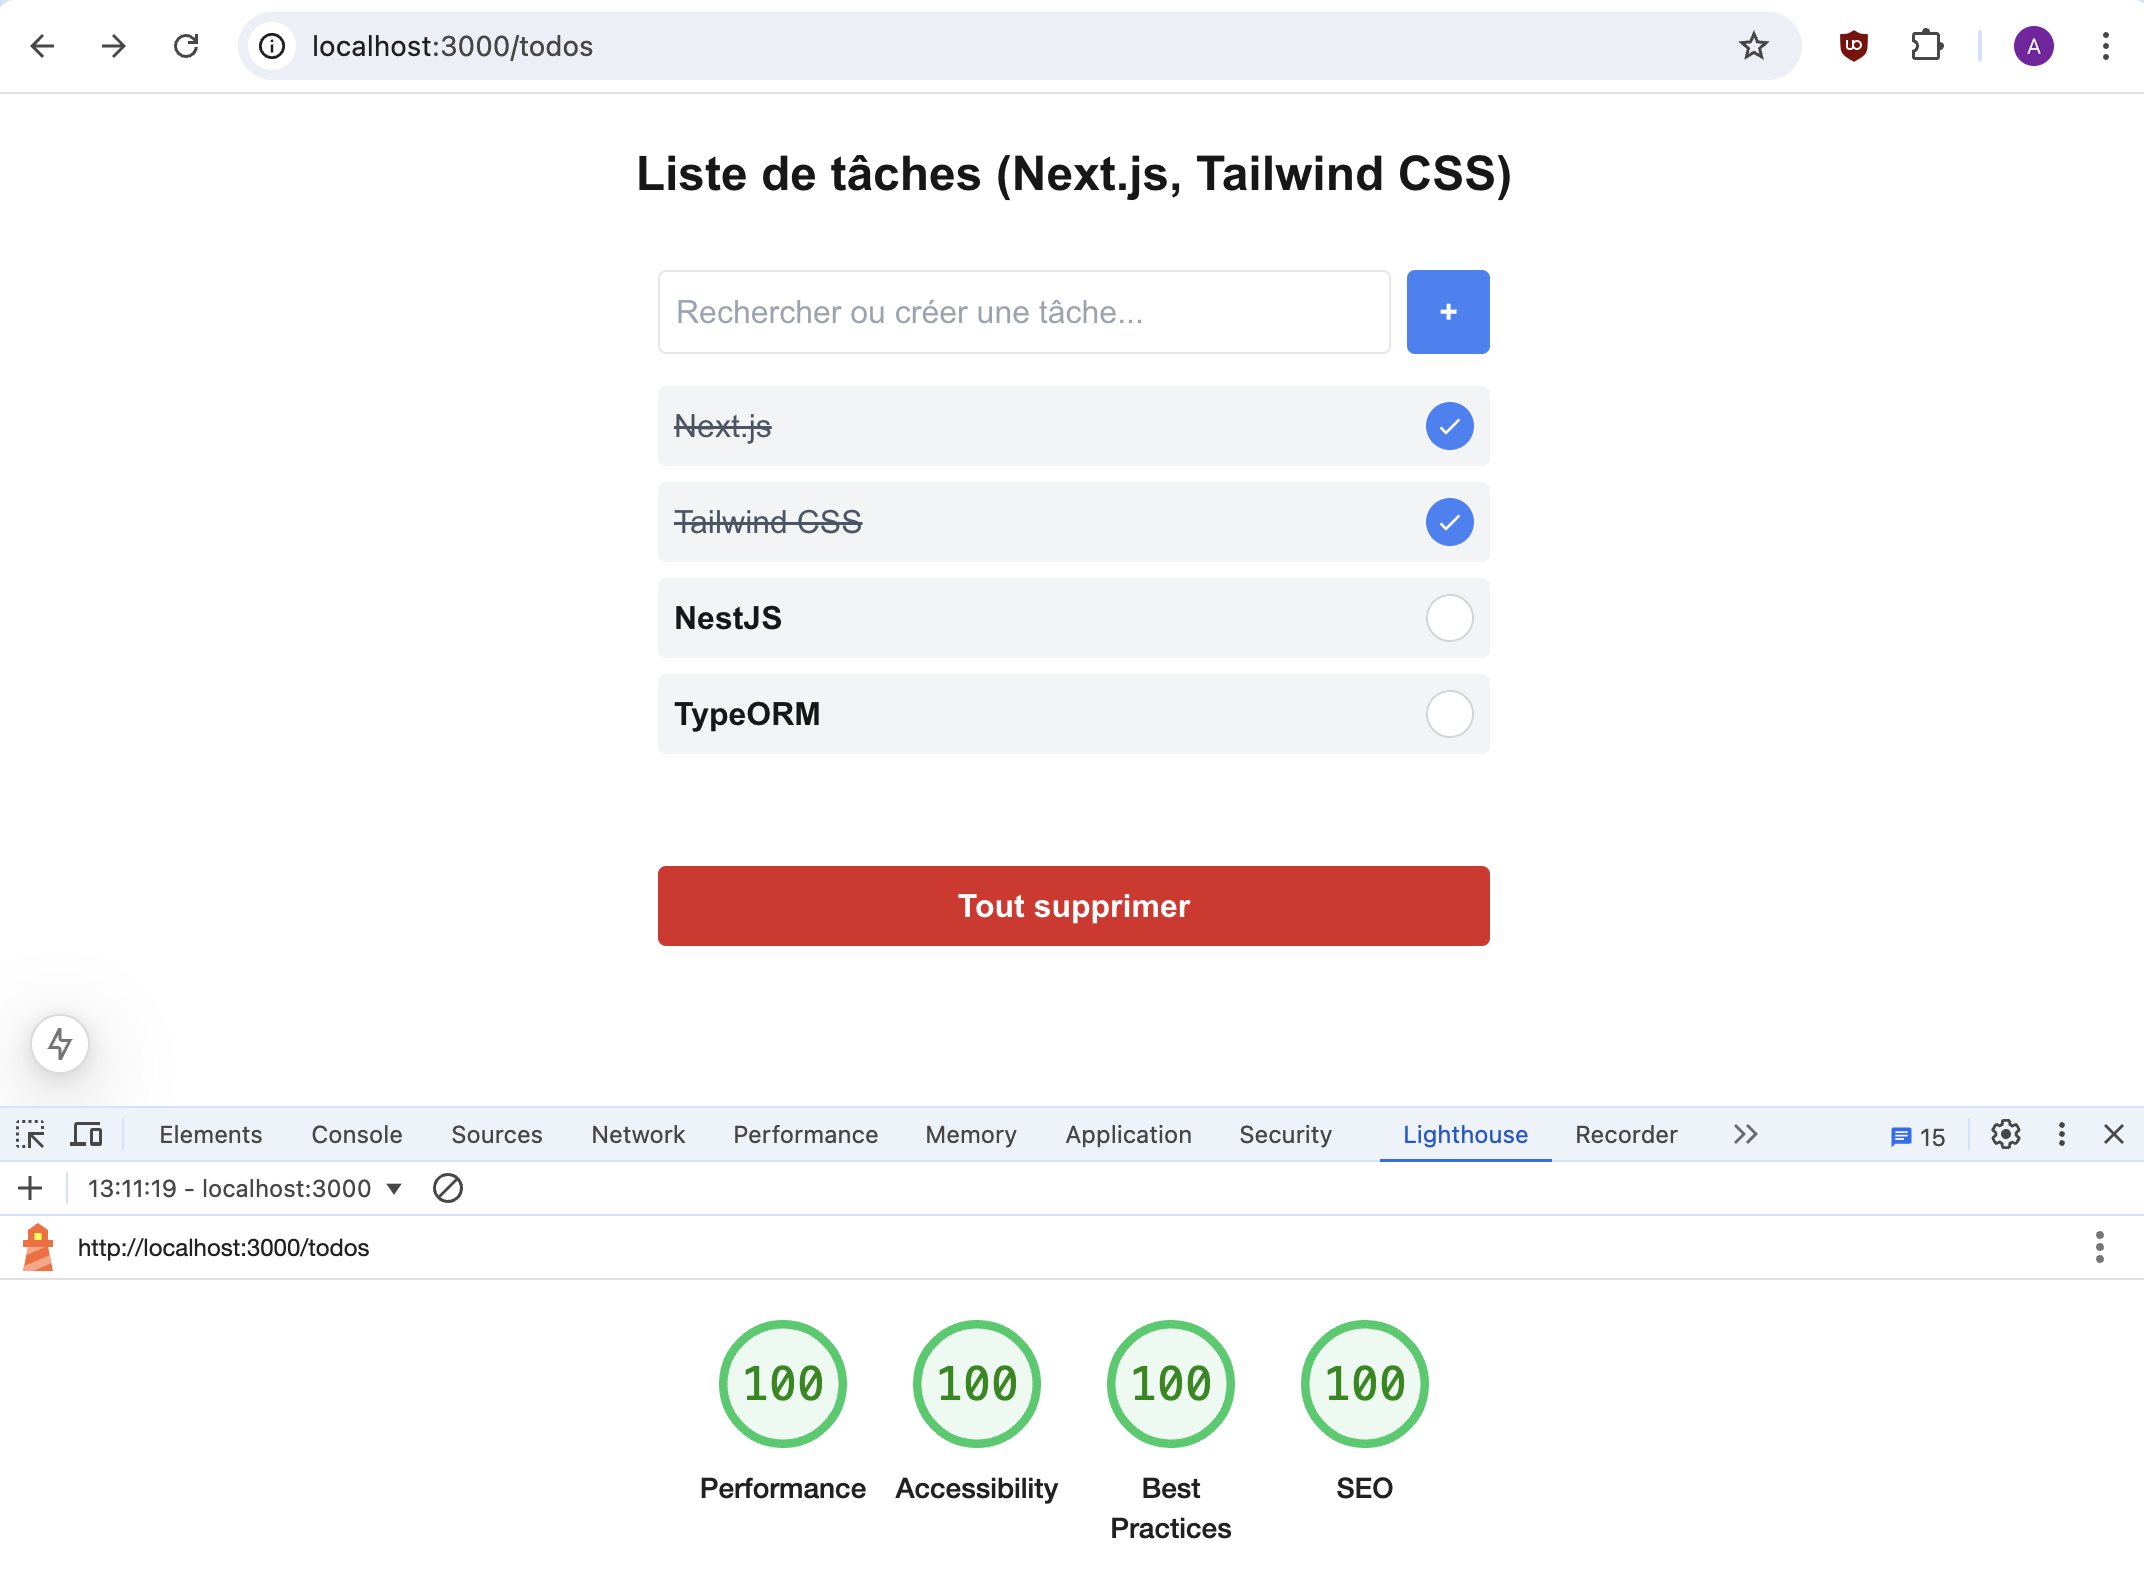 localhost:3000/todos
A
Liste de tâches (Next.js, Tailwind CSS)
Rechercher ou créer une tâche...
+
Next.js
Tailwind CSS
NestJS
TypeORM
Tout supprimer
Elements Console Sources Network Performance Memory Application Security Lighthouse Recorder 15
13:11:19 - localhost:3000
http://localhost:3000/todos
100 100 100 100
Performance Accessibility Best Practices SEO